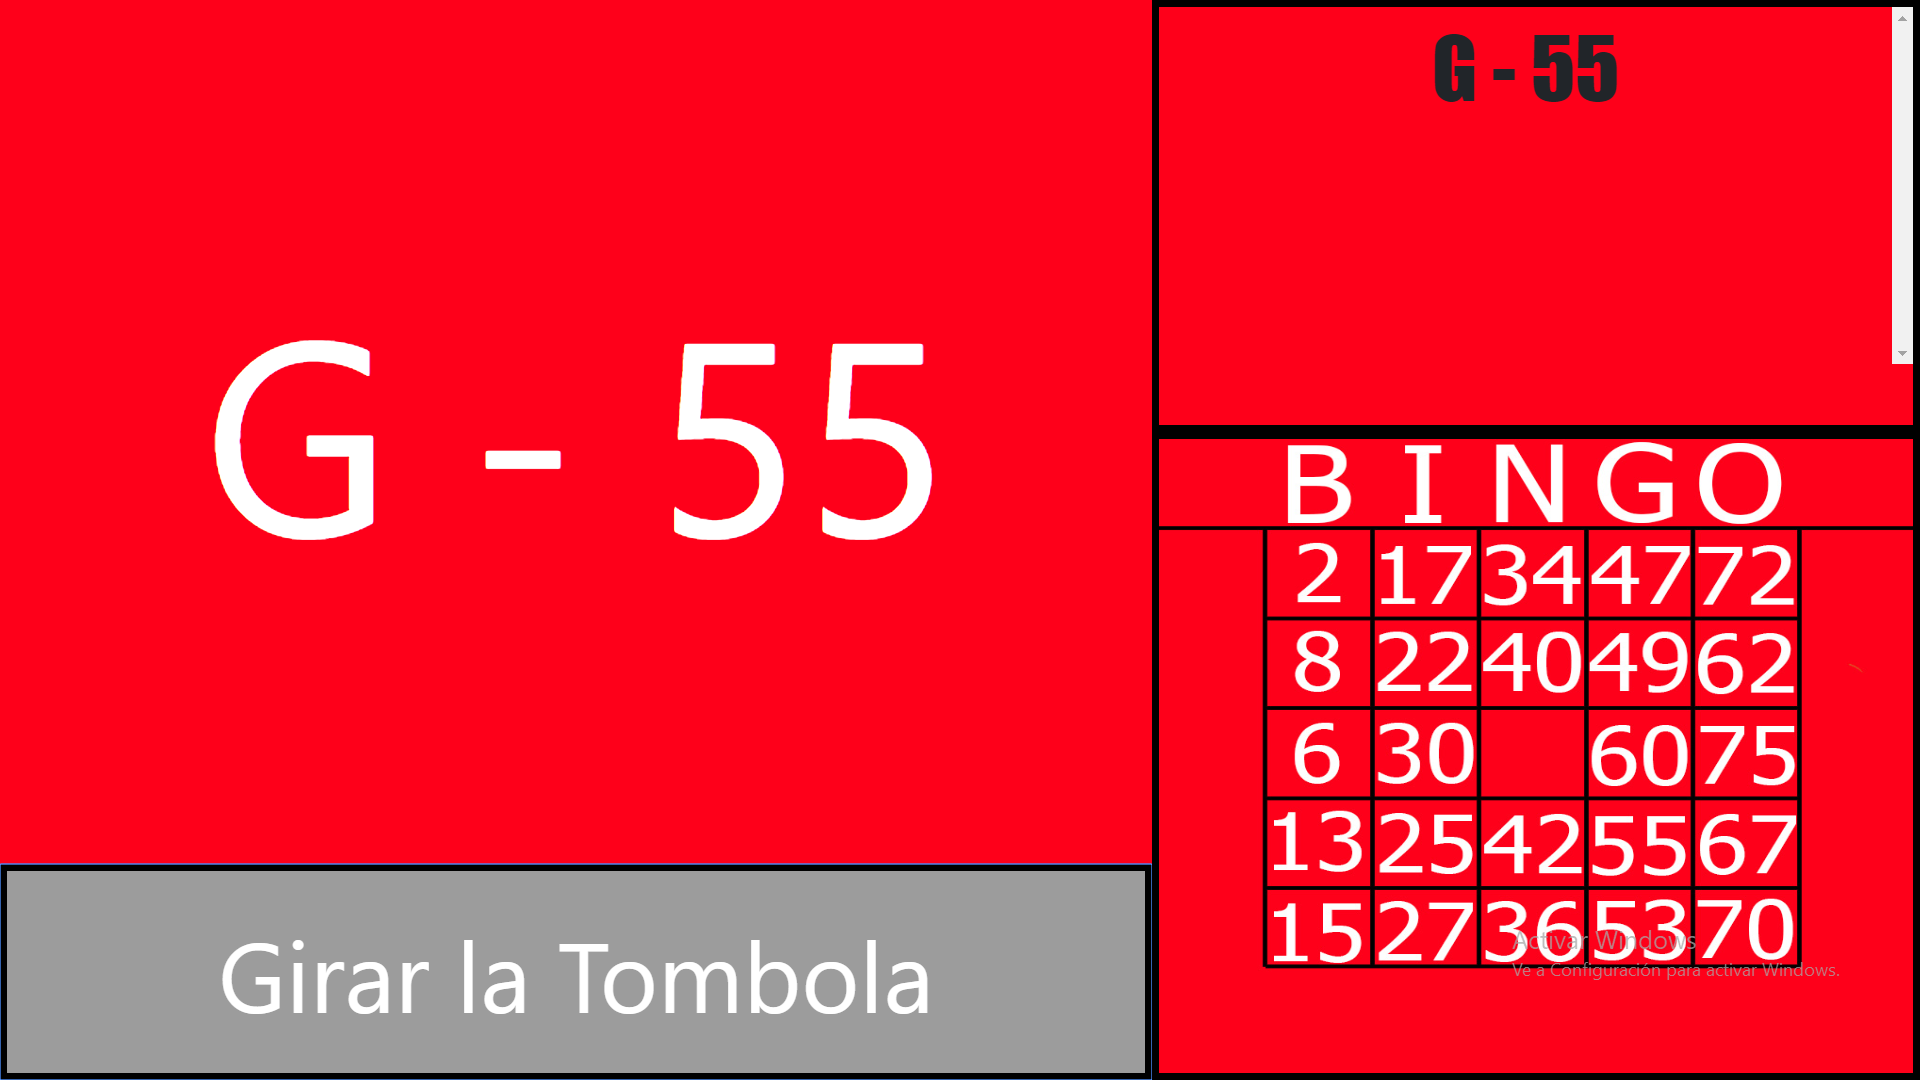 G - 55
Girar la Tombola
G - 55
B I N G O
2 17 34 47 72
8 22 40 49 62
6 30 60 75
13 25 42 55 67
15 27 36 53 70
Activar Windows
Ve a Configuración para activar Windows.